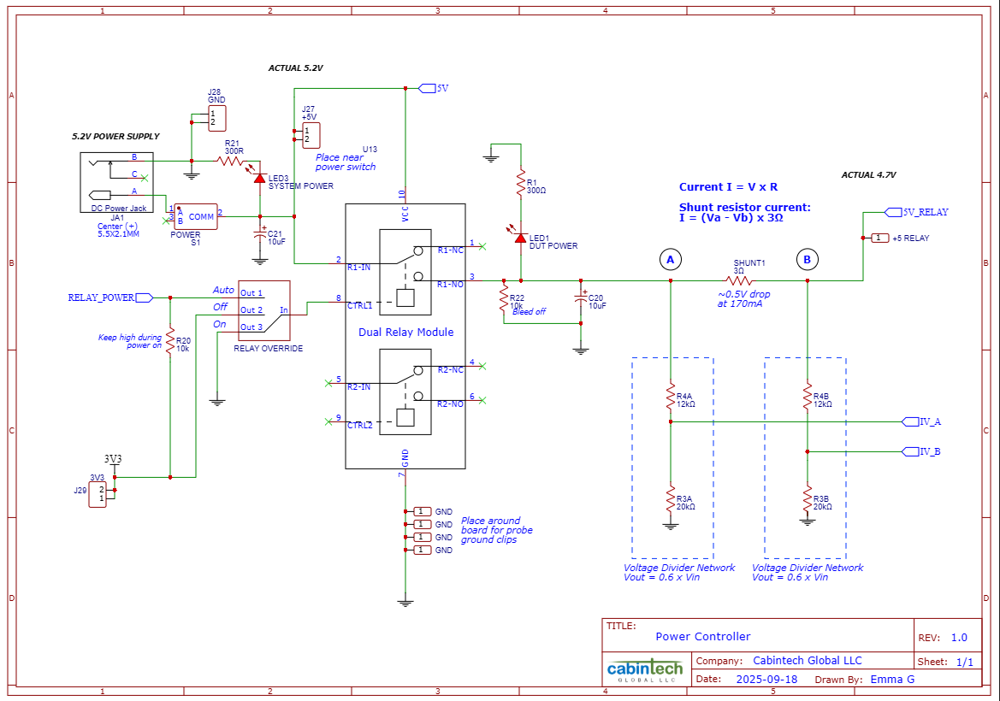 1 2 3 4 5
A
B
C
D
A
B
C
D
1 2 3 4 5
ACTUAL 5.2V
5V
J28
GND
1
2
J27
+5V
1
2
Place near
power switch
U13
5.2V POWER SUPPLY
B
C
A
DC Power Jack
JA1
Center (+)
5.5X2.1MM
R21
300R
LED3
SYSTEM POWER
1
3
A
B
COMM
2
POWER
S1
+
C21
10uF
10
VCC
2
R1-IN
R1-NC
1
R1-NO
3
8
CTRL1
Dual Relay Module
5
R2-IN
R2-NC
4
R2-NO
6
9
CTRL2
GND
7
RELAY_POWER
Auto
Off
On
Out 1
Out 2
Out 3
In
RELAY OVERRIDE
Keep high during
power on
R20
10k
3V3
3V3
J29
2
1
1 GND
1 GND
1 GND
1 GND
Place around
board for probe
ground clips
R1
300Ω
LED1
DUT POWER
R22
10k
Bleed off
+
C20
10uF
Current I = V x R
Shunt resistor current:
I = (Va - Vb) x 3Ω
ACTUAL 4.7V
5V_RELAY
1 +5 RELAY
A
B
SHUNT1
3Ω
~0.5V drop
at 170mA
R4A
12kΩ
R4B
12kΩ
IV_A
IV_B
R3A
20kΩ
R3B
20kΩ
Voltage Divider Network
Vout = 0.6 x Vin
Voltage Divider Network
Vout = 0.6 x Vin
TITLE:
Power Controller
REV: 1.0
cabintech
GLOBAL LLC
Company: Cabintech Global LLC
Sheet: 1/1
Date: 2025-09-18 Drawn By: Emma G